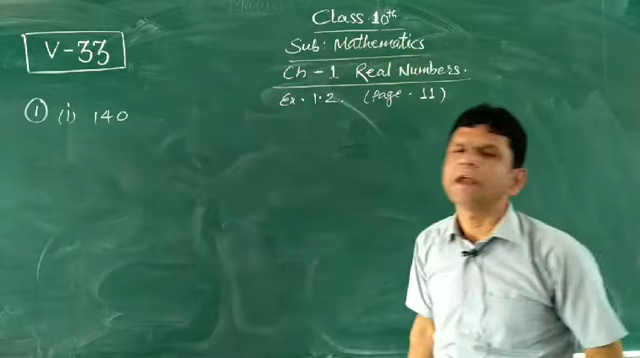 Class 10th
V-33
Sub: Mathematics
Ch-1 Real Numbers.
Ex. 1.2. (Page. 11)
① (i) 140